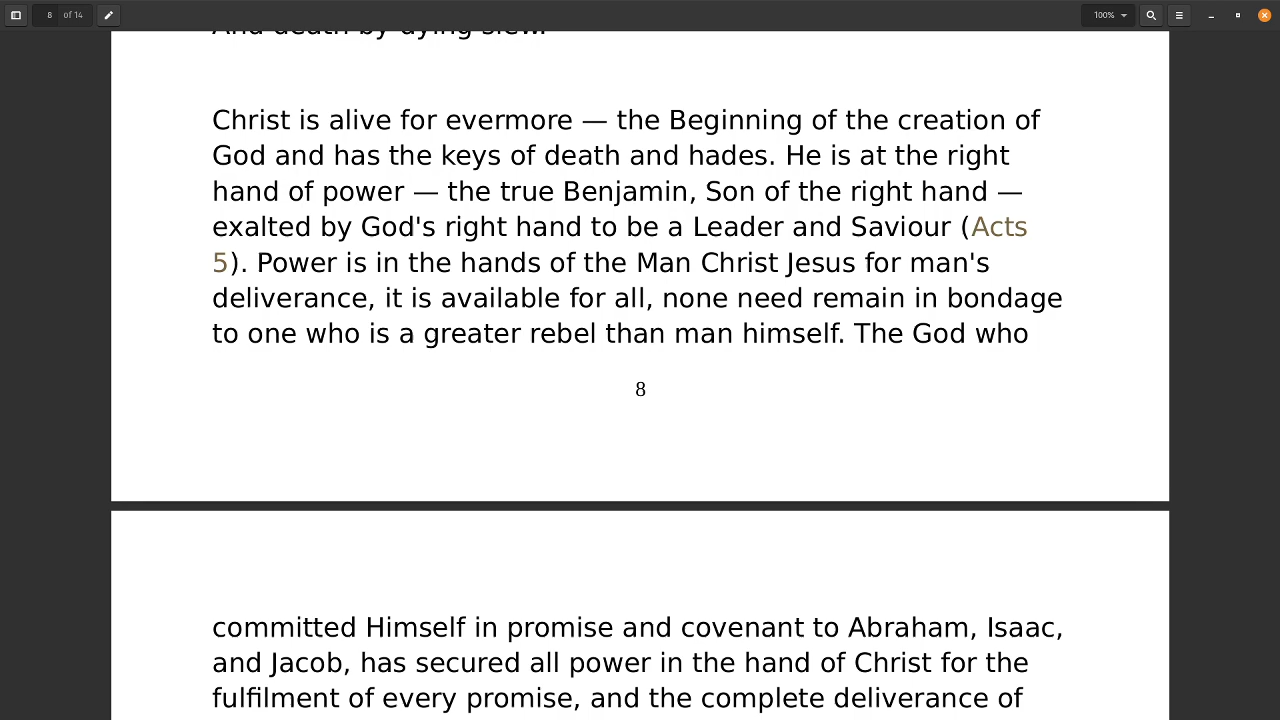 8 of 14
100%
And death by dying slew.
Christ is alive for evermore — the Beginning of the creation of
God and has the keys of death and hades. He is at the right
hand of power — the true Benjamin, Son of the right hand —
exalted by God's right hand to be a Leader and Saviour (Acts
5). Power is in the hands of the Man Christ Jesus for man's
deliverance, it is available for all, none need remain in bondage
to one who is a greater rebel than man himself. The God who
8
committed Himself in promise and covenant to Abraham, Isaac,
and Jacob, has secured all power in the hand of Christ for the
fulfilment of every promise, and the complete deliverance of